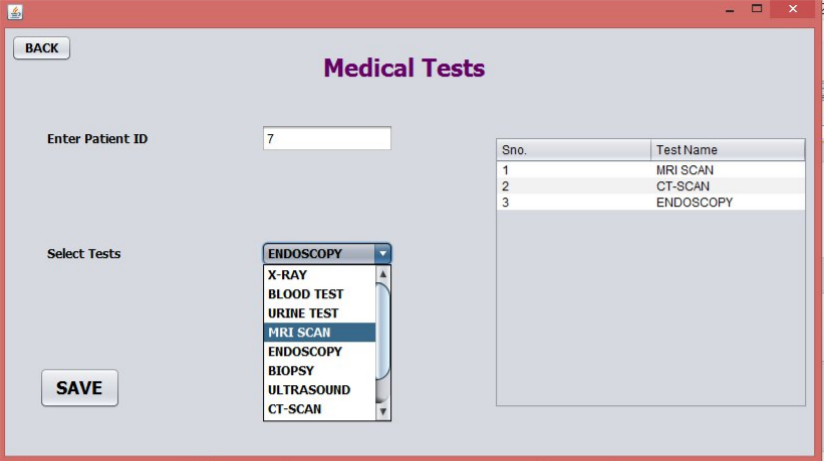 BACK
Medical Tests
Enter Patient ID
7
Sno. Test Name
1 MRI SCAN
2 CT-SCAN
3 ENDOSCOPY
Select Tests
ENDOSCOPY
X-RAY
BLOOD TEST
URINE TEST
MRI SCAN
ENDOSCOPY
BIOPSY
ULTRASOUND
CT-SCAN
SAVE